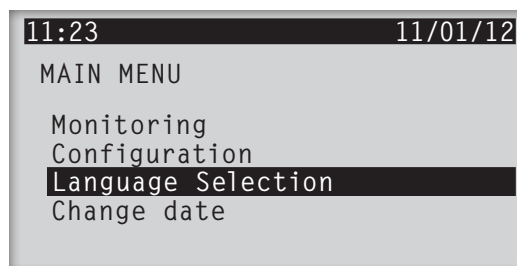 11:23 11/01/12
MAIN MENU
Monitoring
Configuration
Language Selection
Change date